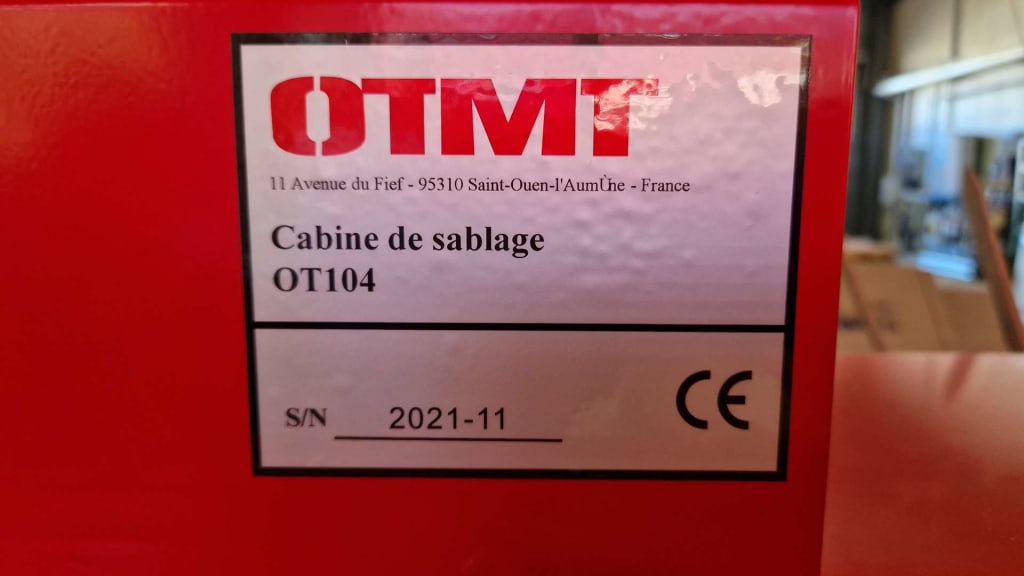 OTMT
11 Avenue du Fief - 95310 Saint-Ouen-l'AumÙne - France
Cabine de sablage
OT104
S/N 2021-11
CE